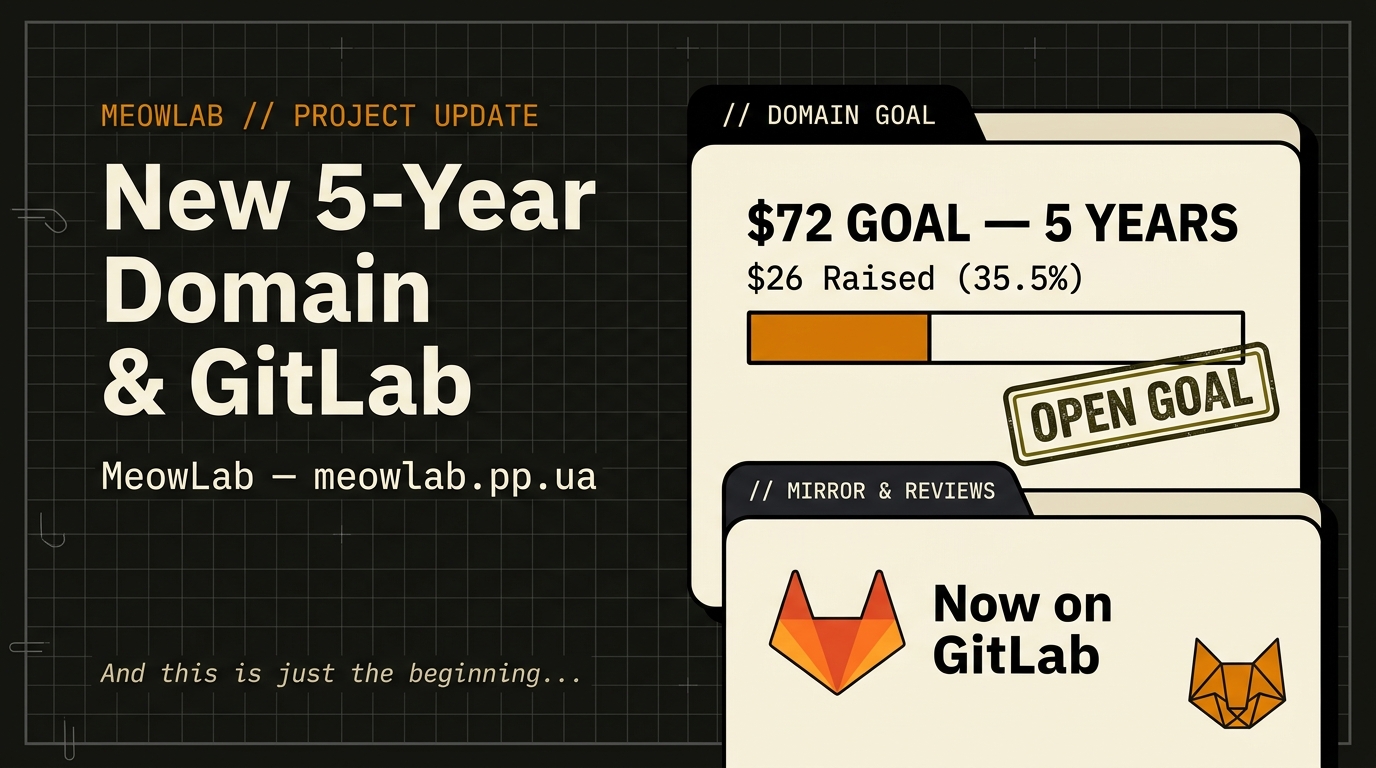 MEOWLAB // PROJECT UPDATE
New 5-Year
Domain
& GitLab
MeowLab — meowlab.pp.ua
And this is just the beginning...
// DOMAIN GOAL
$72 GOAL — 5 YEARS
$26 Raised (35.5%)
OPEN GOAL
// MIRROR & REVIEWS
Now on
GitLab